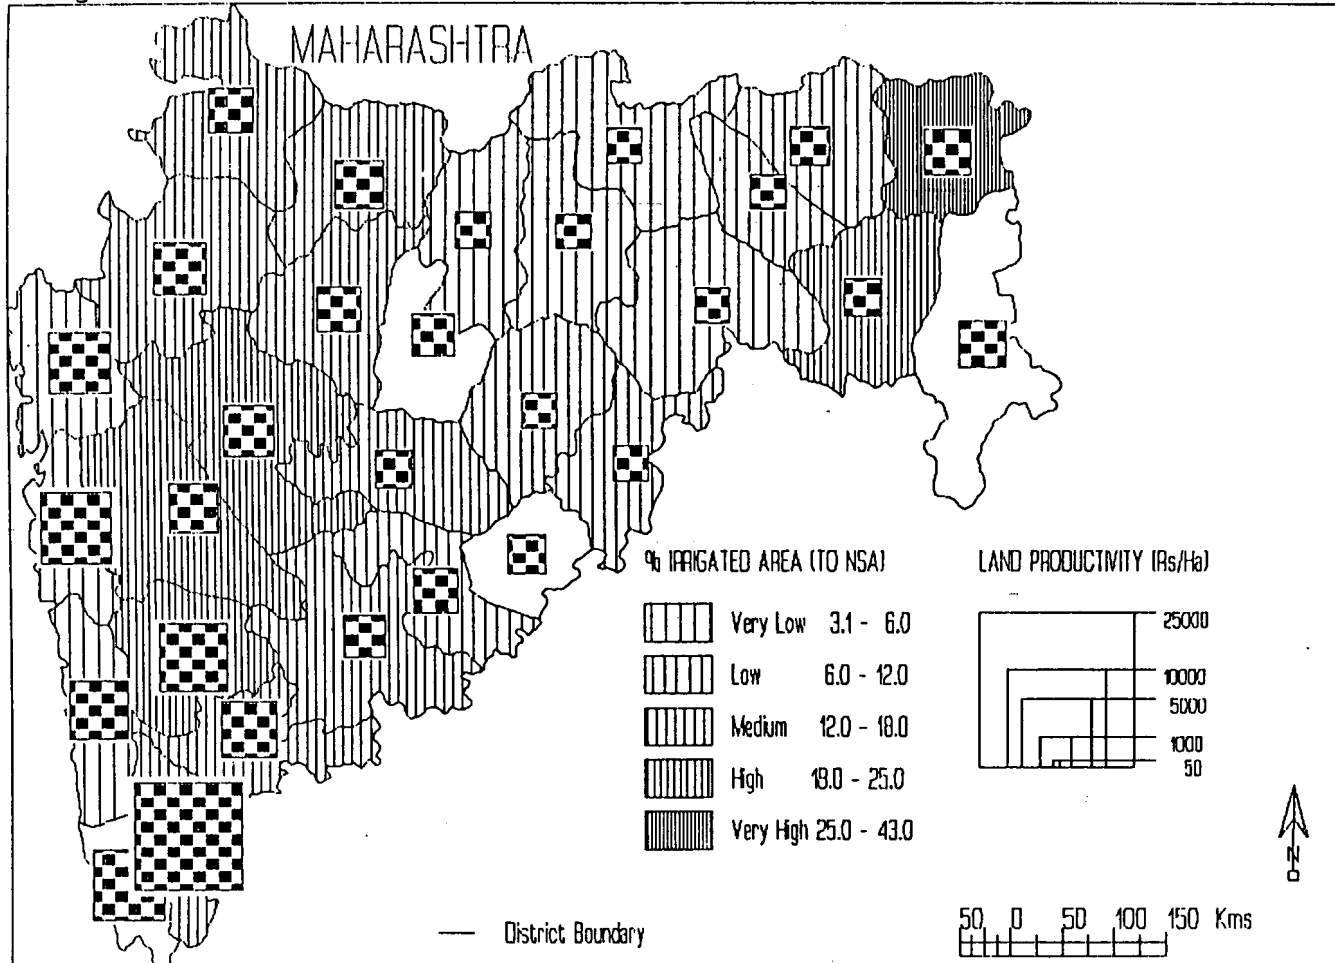 MAHARASHTRA
% IRRIGATED AREA (TO NSA)
Very Low 3.1 - 6.0
Low 6.0 - 12.0
Medium 12.0 - 18.0
High 18.0 - 25.0
Very High 25.0 - 43.0
LAND PRODUCTIVITY (Rs/Ha)
25000
10000
5000
1000
50
N
District Boundary
50 0 50 100 150 Kms